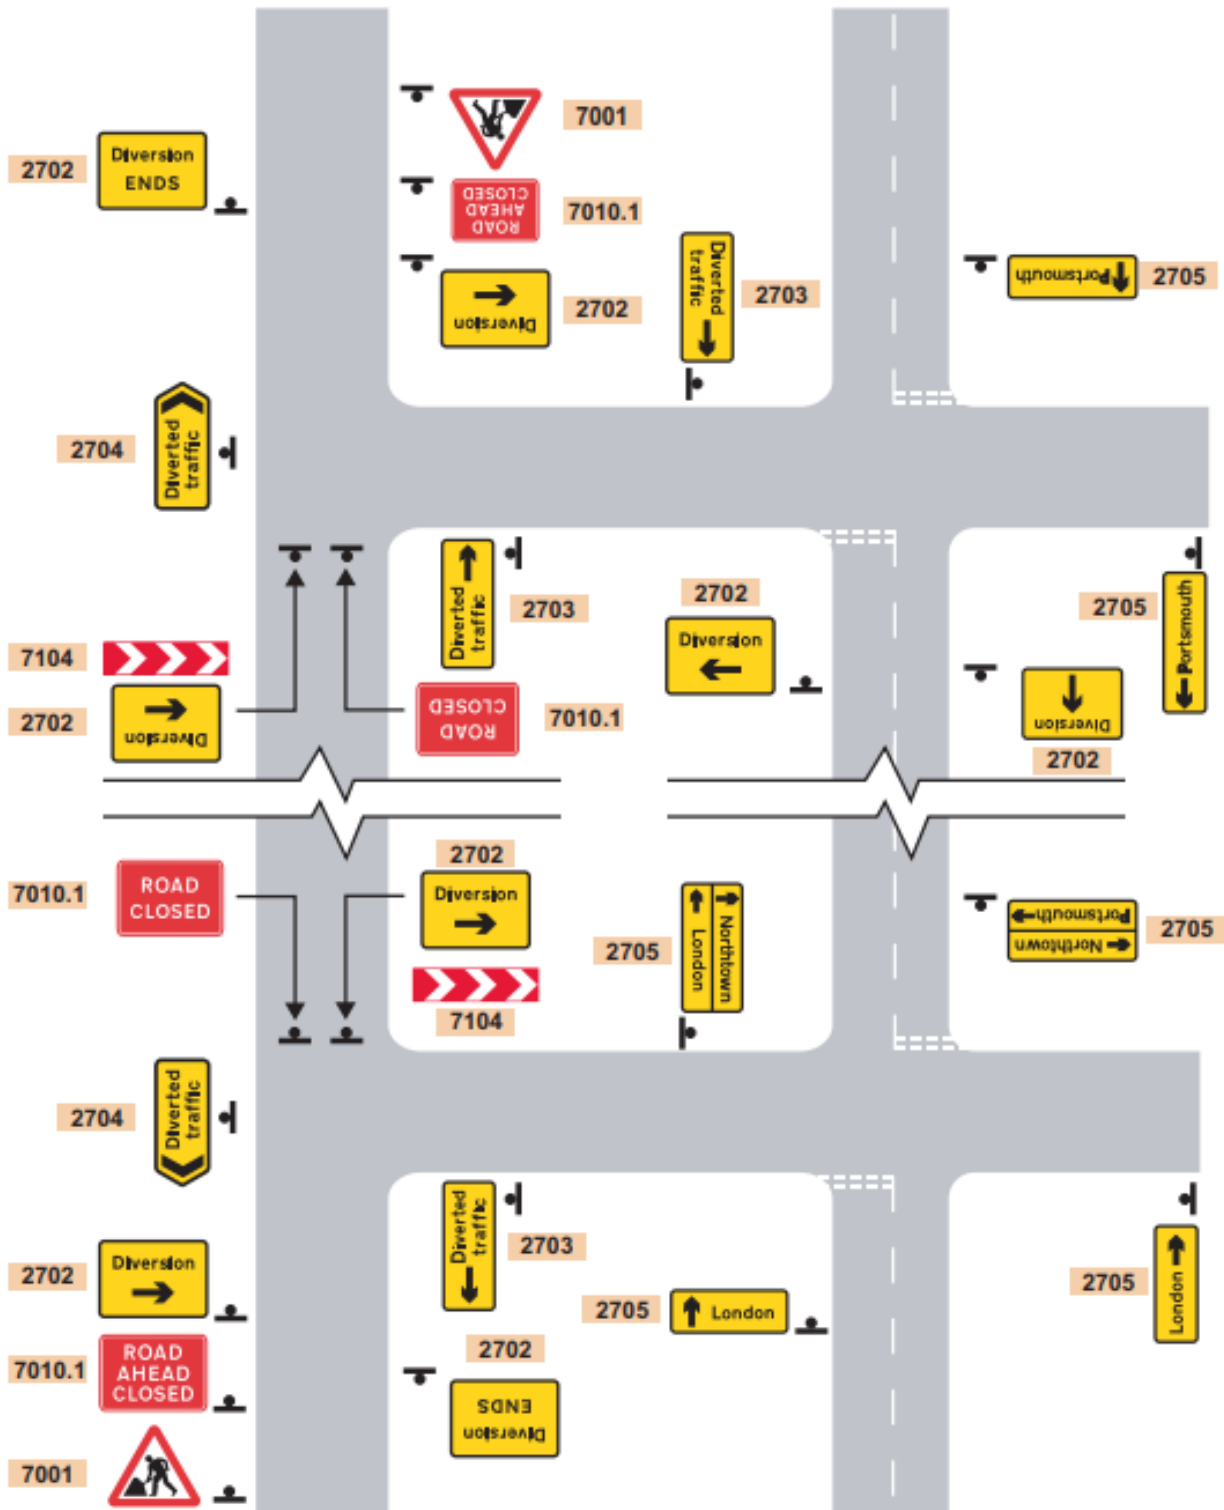 7001
Diversion
ENDS
2702
ROAD
AHEAD
CLOSED
7010.1
Diverted
traffic
2703
Portsmouth
2705
Diversion
2702
Diverted
traffic
2704
Diverted
traffic
2703
Diversion
2702
Portsmouth
2705
7104
Diversion
2702
ROAD
CLOSED
7010.1
Diversion
2702
ROAD
CLOSED
7010.1
2702
Diversion
7104
Northtown
London
2705
Northtown
Portsmouth
2705
Diverted
traffic
2704
Diverted
traffic
2703
Diversion
2702
London
2705
London
2705
ROAD
AHEAD
CLOSED
7010.1
2702
Diversion
ENDS
7001